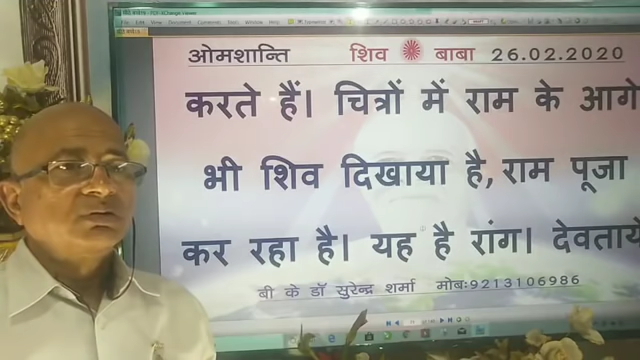 ओमशान्ति शिव बाबा 26.02.2020
करते हैं। चित्रों में राम के आगे
भी शिव दिखाया है, राम पूजा
कर रहा है। यह है रांग। देवतायें
बी के डॉ सुरेन्द्र शर्मा मोबः9213106986